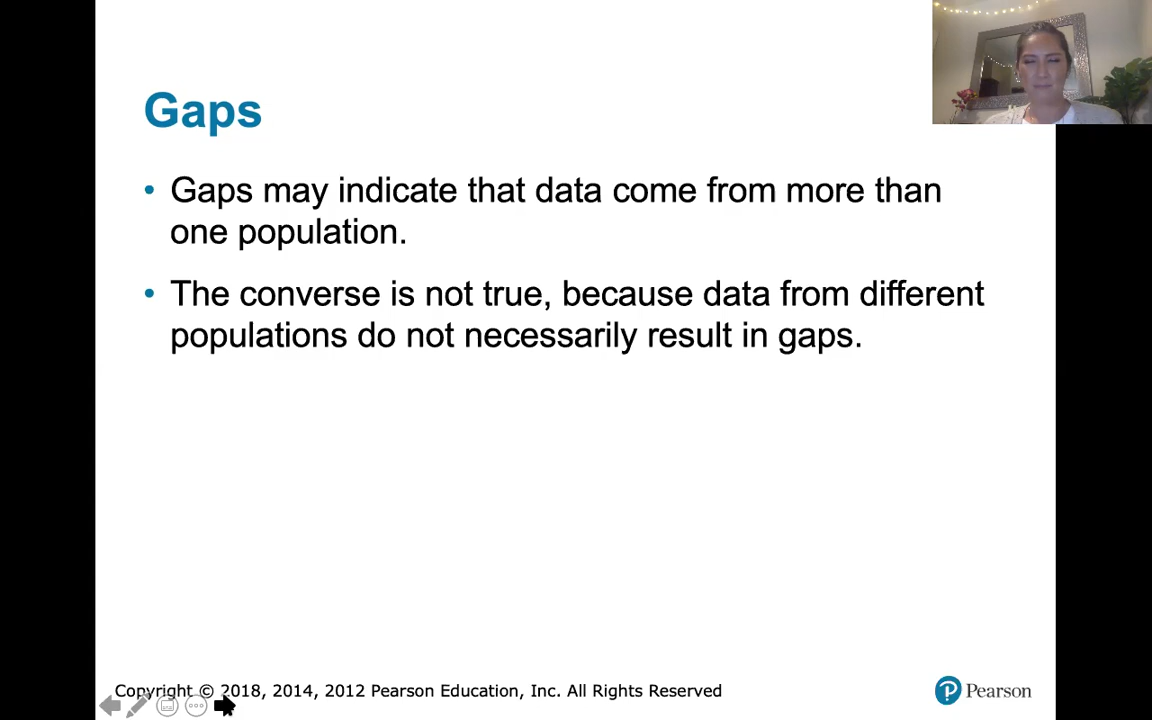 Gaps
• Gaps may indicate that data come from more than
one population.
• The converse is not true, because data from different
populations do not necessarily result in gaps.
Copyright © 2018, 2014, 2012 Pearson Education, Inc. All Rights Reserved
Pearson